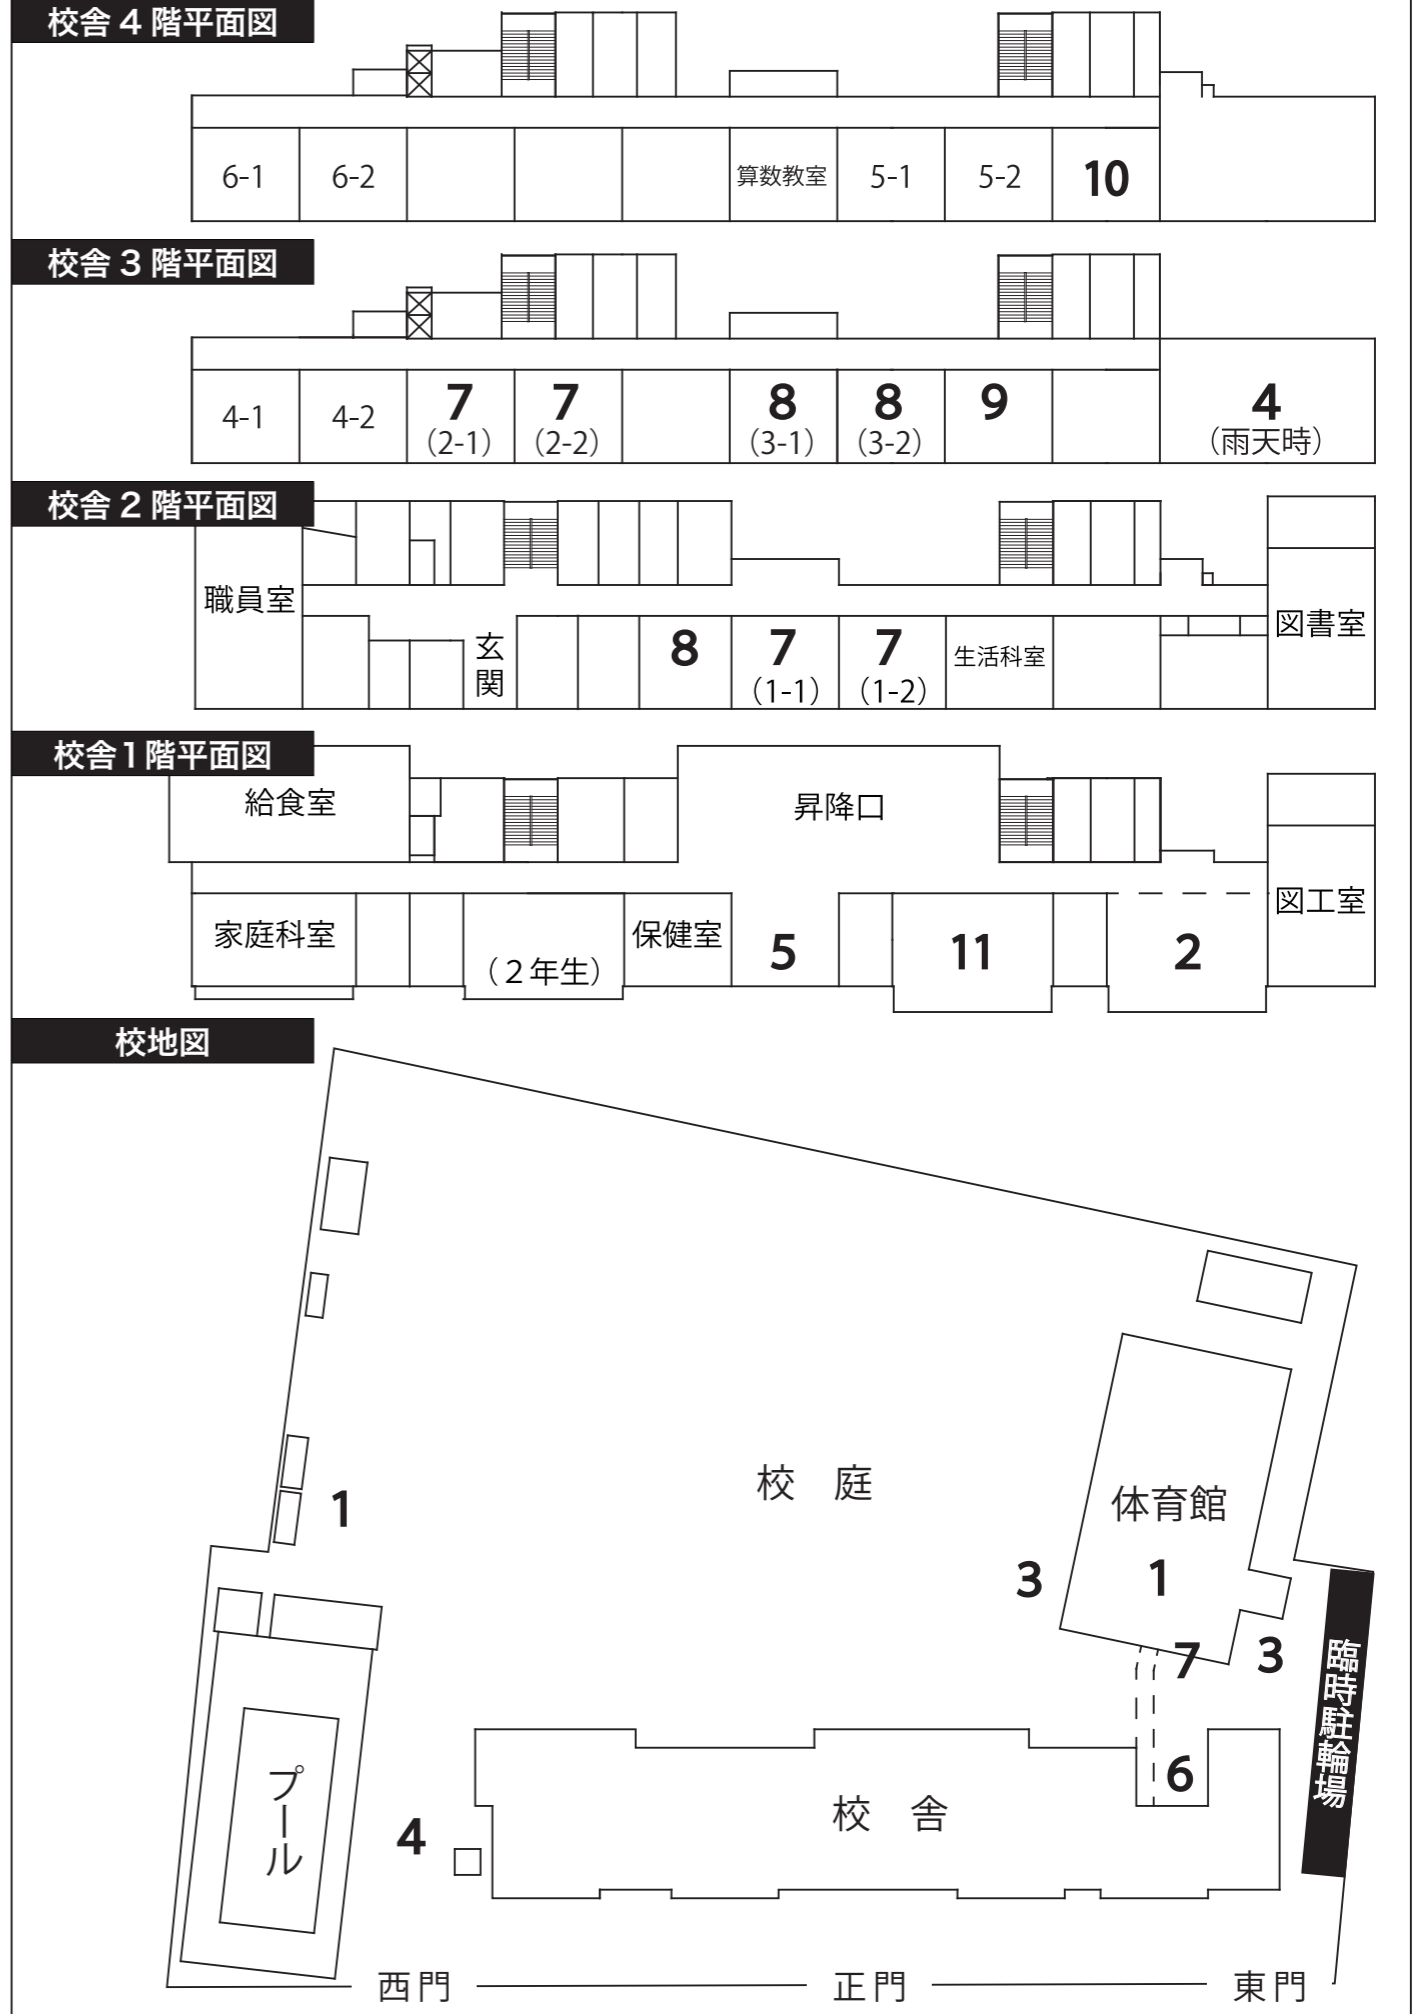 校舎4階平面図
6-1
6-2
算数教室
5-1
5-2
10
校舎3階平面図
4-1
4-2
7
(2-1)
7
(2-2)
8
(3-1)
8
(3-2)
9
4
(雨天時)
校舎2階平面図
職員室
玄関
8
7
(1-1)
7
(1-2)
生活科室
図書室
校舎1階平面図
給食室
昇降口
家庭科室
(2年生)
保健室
5
11
2
図工室
校地図
校庭
体育館
1
1
3
7
3
臨時駐輪場
6
プール
校舎
4
西門
正門
東門